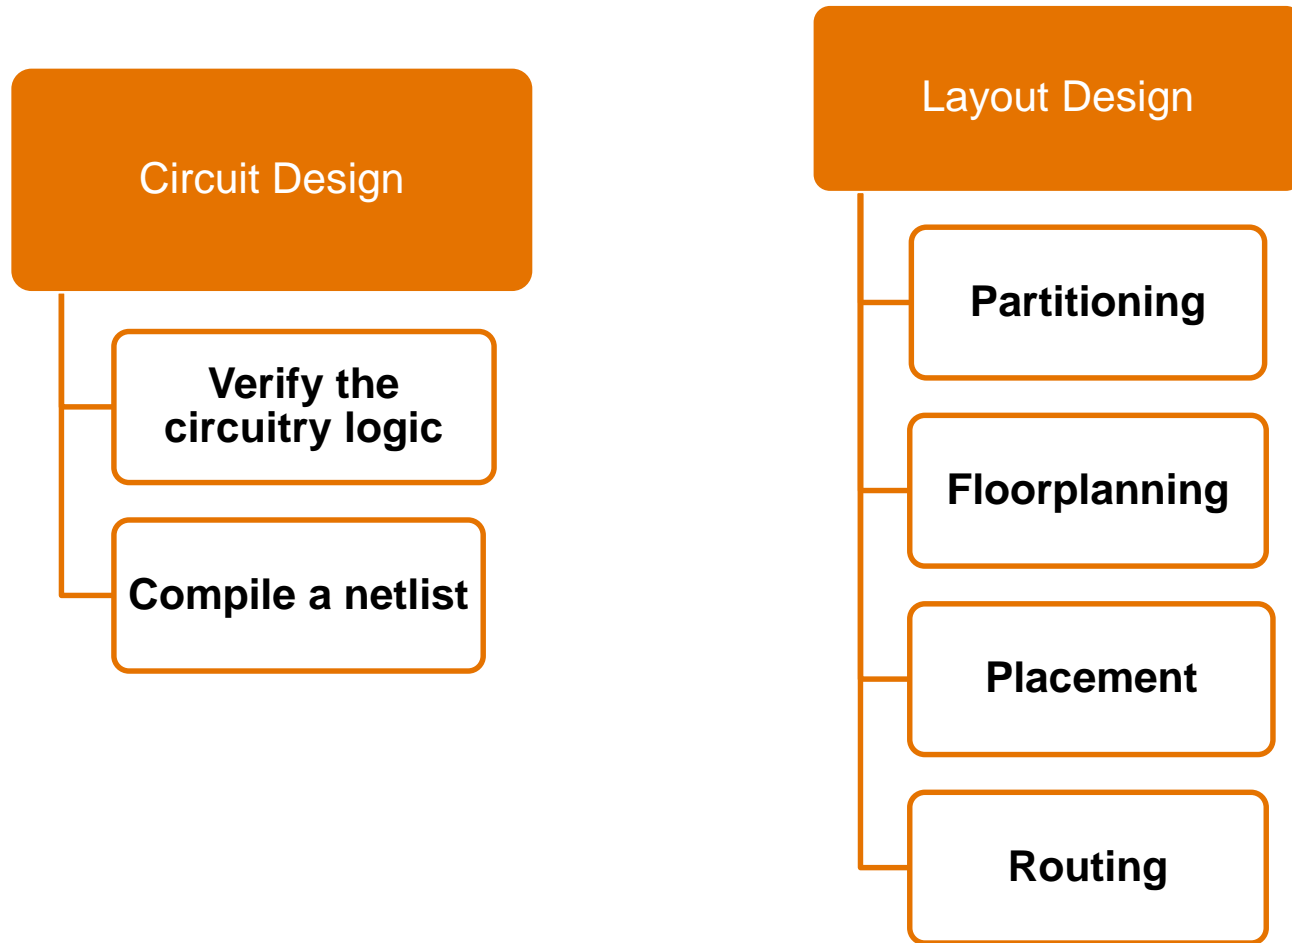 Circuit Design
Verify the
circuitry logic
Compile a netlist
Layout Design
Partitioning
Floorplanning
Placement
Routing